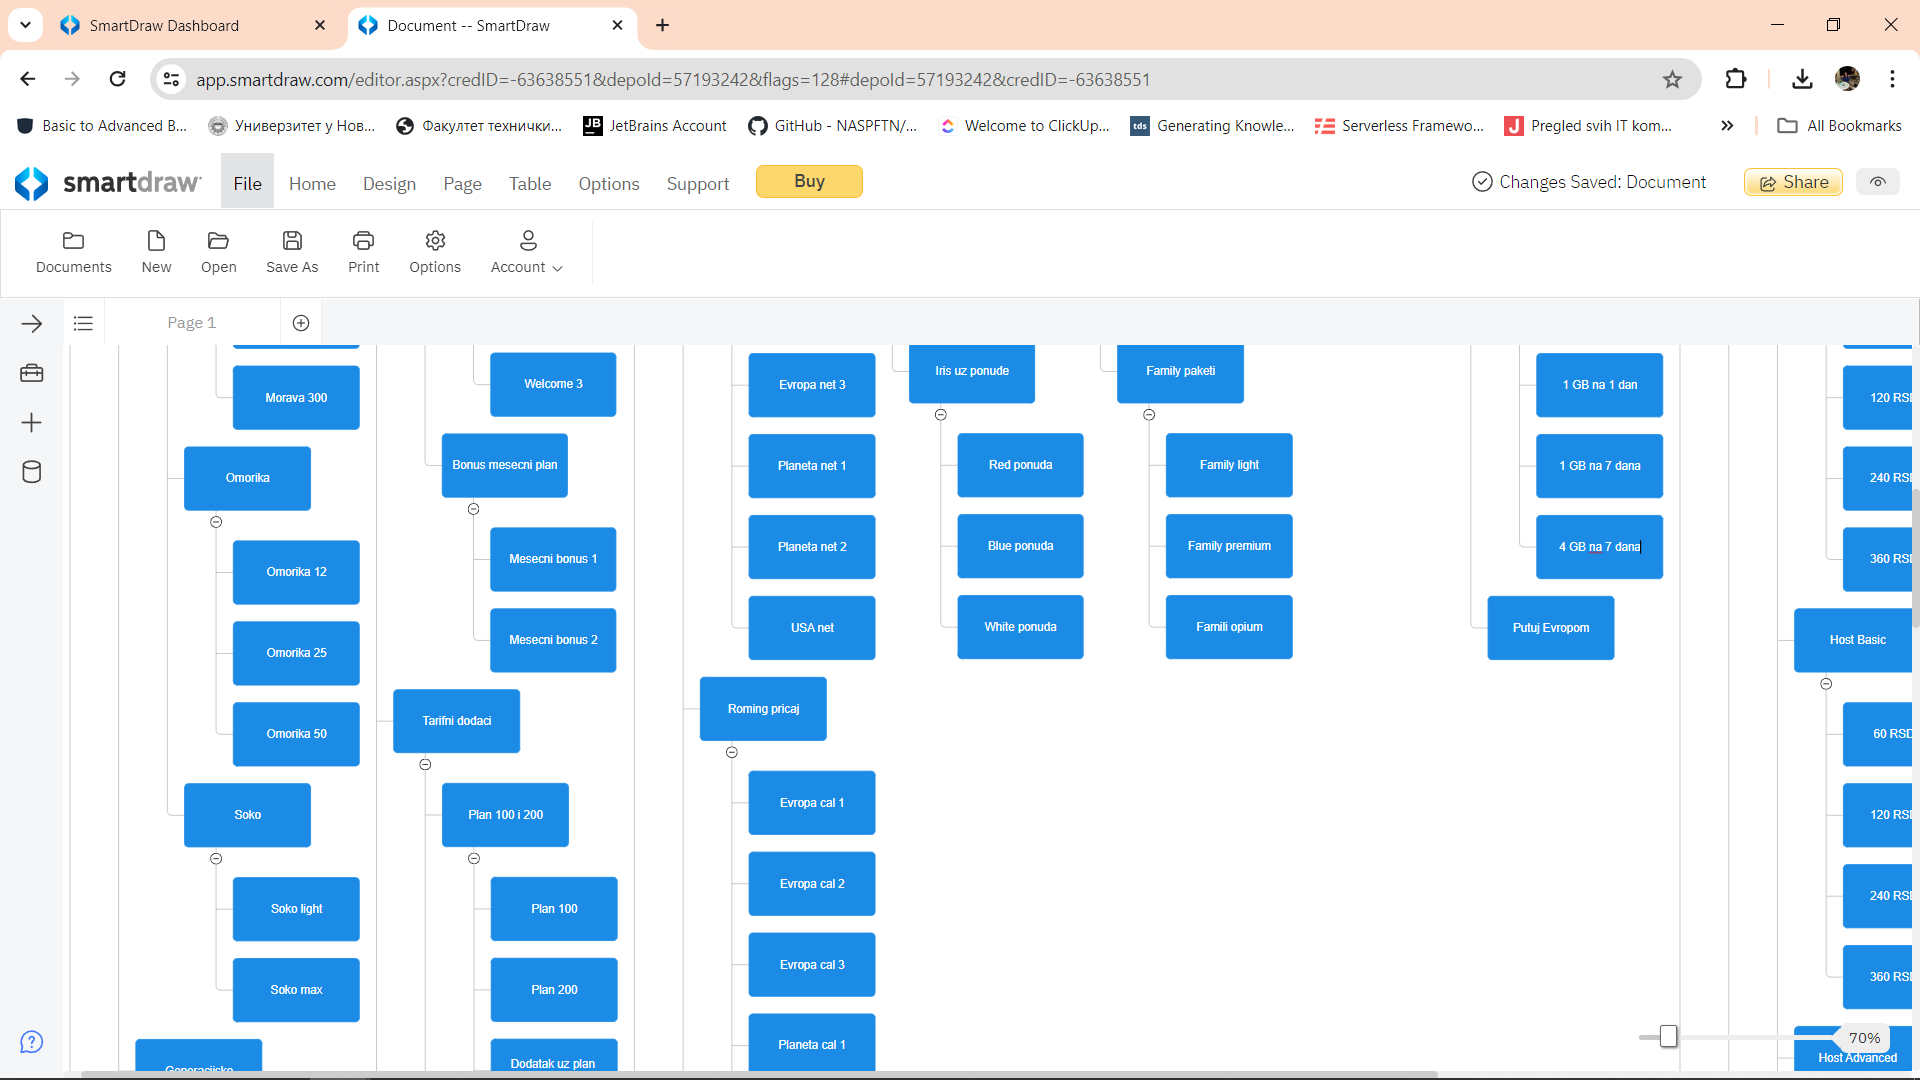 SmartDraw Dashboard
Document -- SmartDraw
app.smartdraw.com/editor.aspx?credID=-63638551&depoId=57193242&flags=128#depoId=57193242&credID=-63638551
Basic to Advanced B...
Универзитет у Нов...
Факултет технички...
JetBrains Account
GitHub - NASPFTN/...
Welcome to ClickUp...
tds
Generating Knowle...
Serverless Framewo...
Pregled svih IT kom...
All Bookmarks
smartdraw
File
Home
Design
Page
Table
Options
Support
Buy
Changes Saved: Document
Share
Documents
New
Open
Save As
Print
Options
Account
Page 1
Morava 300
Omorika
Omorika 12
Omorika 25
Omorika 50
Soko
Soko light
Soko max
Welcome 3
Bonus mesecni plan
Mesecni bonus 1
Mesecni bonus 2
Tarifni dodaci
Plan 100 i 200
Plan 100
Plan 200
Dodatak uz plan
Evropa net 3
Planeta net 1
Planeta net 2
USA net
Roming pricaj
Evropa cal 1
Evropa cal 2
Evropa cal 3
Planeta cal 1
Iris uz ponude
Red ponuda
Blue ponuda
White ponuda
Family paketi
Family light
Family premium
Famili opium
1 GB na 1 dan
1 GB na 7 dana
4 GB na 7 dana
Putuj Evropom
120 RSD
240 RSD
360 RSD
Host Basic
60 RSD
120 RSD
240 RSD
360 RSD
Host Advanced
70%